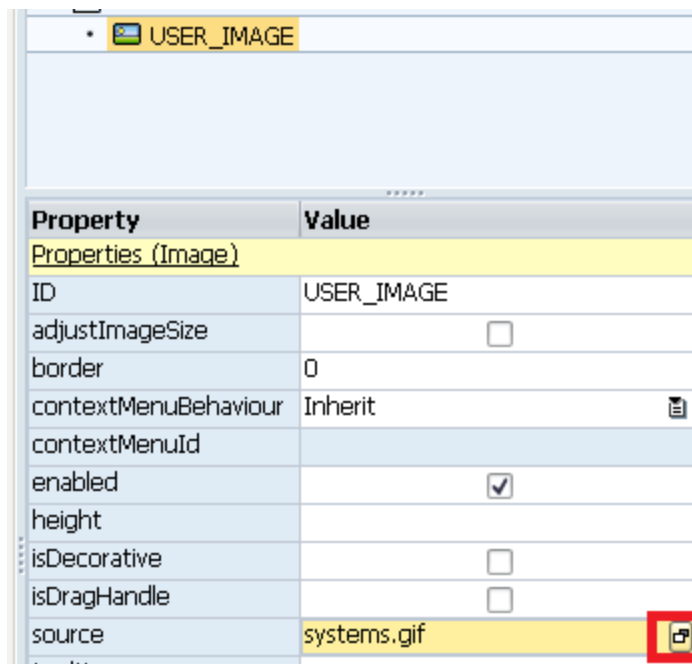 USER_IMAGE
Property Value
Properties (Image)
ID USER_IMAGE
adjustImageSize
border 0
contextMenuBehaviour Inherit
contextMenuId
enabled
height
isDecorative
isDragHandle
source systems.gif